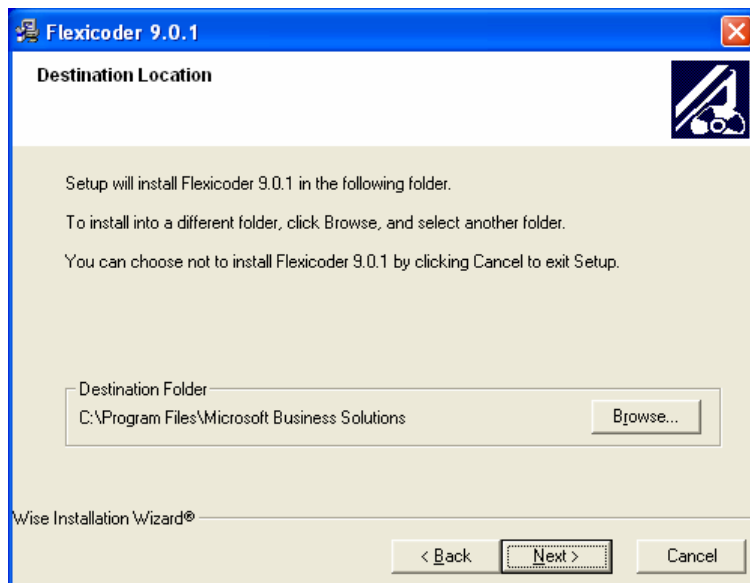 Flexicoder 9.0.1
Destination Location
Setup will install Flexicoder 9.0.1 in the following folder.
To install into a different folder, click Browse, and select another folder.
You can choose not to install Flexicoder 9.0.1 by clicking Cancel to exit Setup.
Destination Folder
C:\Program Files\Microsoft Business Solutions
Browse...
Wise Installation Wizard®
< Back
Next >
Cancel